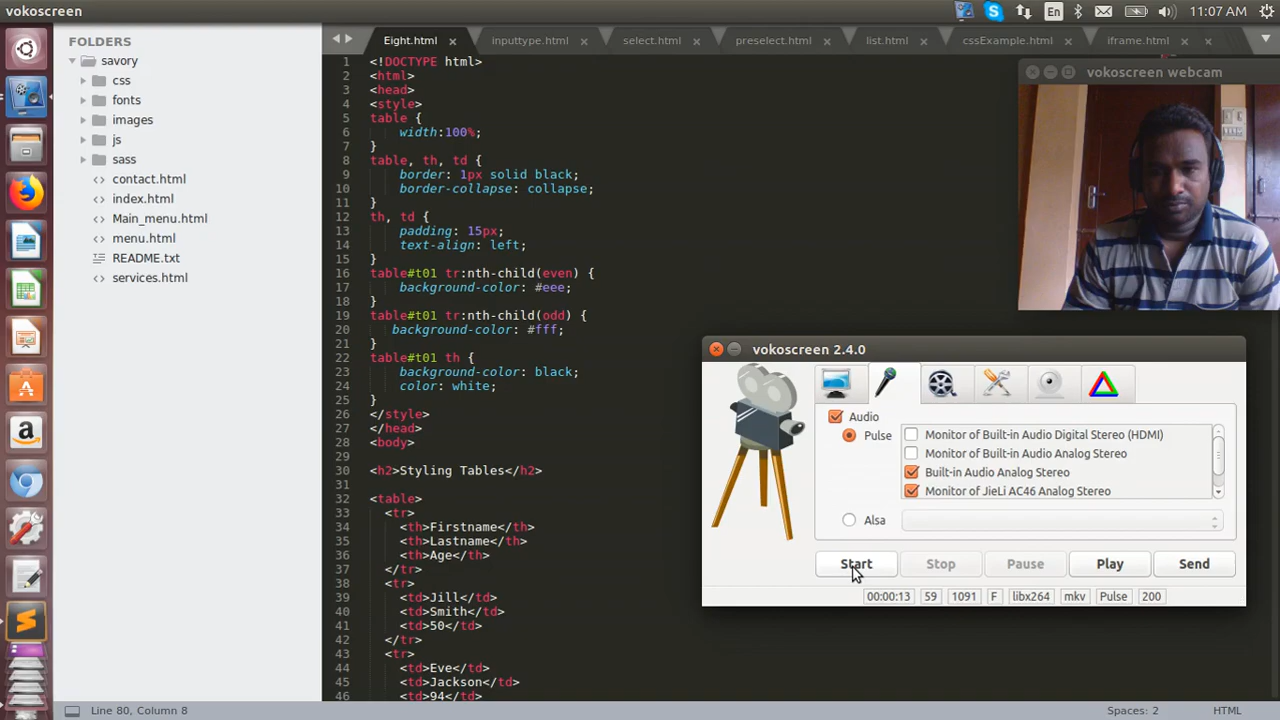 vokoscreen
En
11:07 AM
FOLDERS
savory
css
fonts
images
js
sass
contact.html
index.html
Main_menu.html
menu.html
README.txt
services.html
Eight.html
inputtype.html
select.html
preselect.html
list.html
cssExample.html
iframe.html
1 <!DOCTYPE html>
2 <html>
3 <head>
4 <style>
5 table {
6 width:100%;
7 }
8 table, th, td {
9 border: 1px solid black;
10 border-collapse: collapse;
11 }
12 th, td {
13 padding: 15px;
14 text-align: left;
15 }
16 table#t01 tr:nth-child(even) {
17 background-color: #eee;
18 }
19 table#t01 tr:nth-child(odd) {
20 background-color: #fff;
21 }
22 table#t01 th {
23 background-color: black;
24 color: white;
25 }
26 </style>
27 </head>
28 <body>
29
30 <h2>Styling Tables</h2>
31
32 <table>
33 <tr>
34 <th>Firstname</th>
35 <th>Lastname</th>
36 <th>Age</th>
37 </tr>
38 <tr>
39 <td>Jill</td>
40 <td>Smith</td>
41 <td>50</td>
42 </tr>
43 <tr>
44 <td>Eve</td>
45 <td>Jackson</td>
46 <td>94</td>
vokoscreen webcam
vokoscreen 2.4.0
Audio
Pulse
Monitor of Built-in Audio Digital Stereo (HDMI)
Monitor of Built-in Audio Analog Stereo
Built-in Audio Analog Stereo
Monitor of JieLi AC46 Analog Stereo
Alsa
Start Stop Pause Play Send
00:00:13 59 1091 F libx264 mkv Pulse 200
Line 80, Column 8
Spaces: 2
HTML